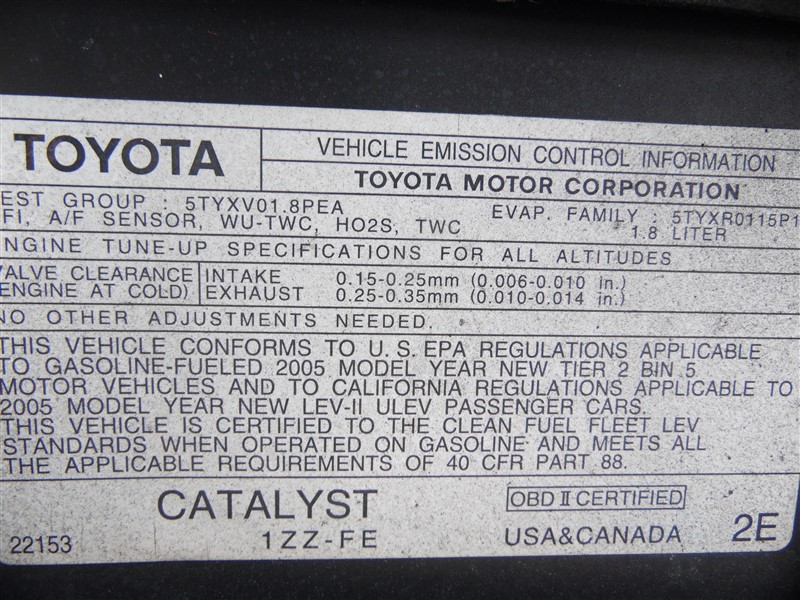 TOYOTA
VEHICLE EMISSION CONTROL INFORMATION
TOYOTA MOTOR CORPORATION
EST GROUP : 5TYXV01.8PEA
EVAP. FAMILY : 5TYXR0115P1
FI, A/F SENSOR, WU-TWC, HO2S, TWC
1.8 LITER
ENGINE TUNE-UP SPECIFICATIONS FOR ALL ALTITUDES
VALVE CLEARANCE INTAKE 0.15-0.25mm (0.006-0.010 in.)
ENGINE AT COLD) EXHAUST 0.25-0.35mm (0.010-0.014 in.)
NO OTHER ADJUSTMENTS NEEDED.
THIS VEHICLE CONFORMS TO U.S.EPA REGULATIONS APPLICABLE
TO GASOLINE-FUELED 2005 MODEL YEAR NEW TIER 2 BIN 5
MOTOR VEHICLES AND TO CALIFORNIA REGULATIONS APPLICABLE TO
2005 MODEL YEAR NEW LEV-II ULEV PASSENGER CARS.
THIS VEHICLE IS CERTIFIED TO THE CLEAN FUEL FLEET LEV
STANDARDS WHEN OPERATED ON GASOLINE AND MEETS ALL
THE APPLICABLE REQUIREMENTS OF 40 CFR PART 88.
CATALYST
OBD II CERTIFIED
22153
1ZZ-FE
USA&CANADA
2E